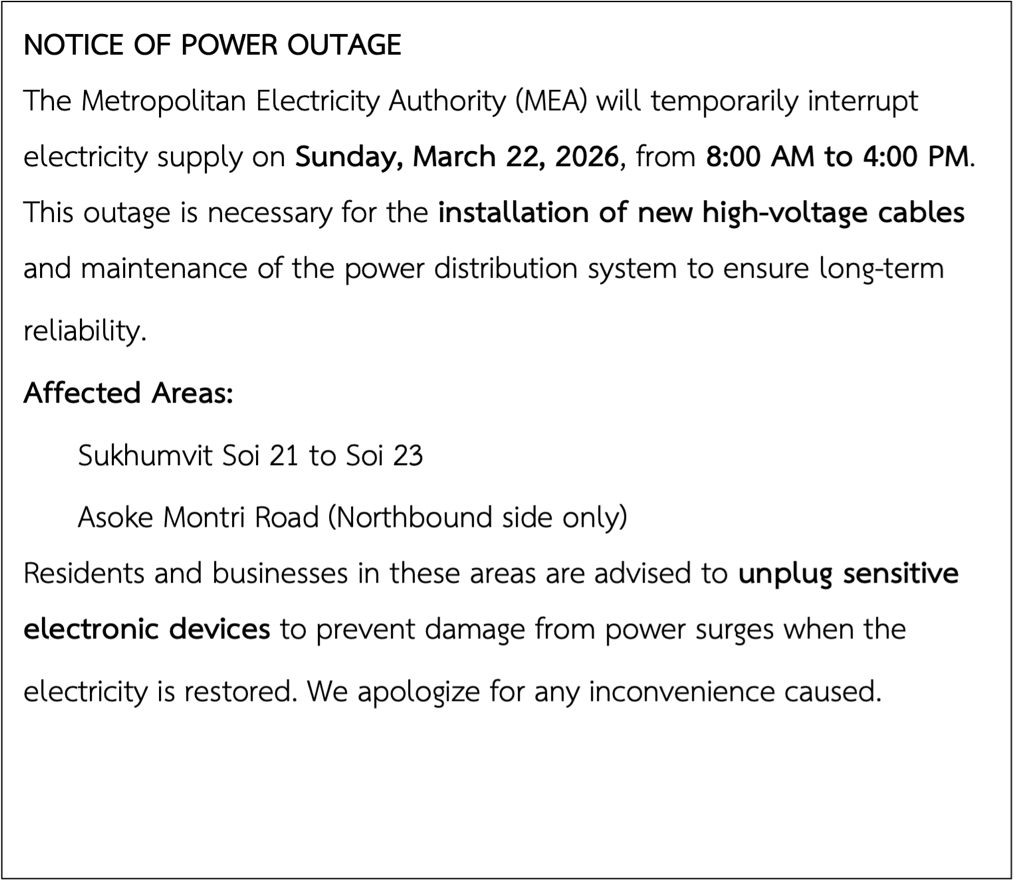 NOTICE OF POWER OUTAGE
The Metropolitan Electricity Authority (MEA) will temporarily interrupt
electricity supply on Sunday, March 22, 2026, from 8:00 AM to 4:00 PM.
This outage is necessary for the installation of new high-voltage cables
and maintenance of the power distribution system to ensure long-term
reliability.
Affected Areas:
Sukhumvit Soi 21 to Soi 23
Asoke Montri Road (Northbound side only)
Residents and businesses in these areas are advised to unplug sensitive
electronic devices to prevent damage from power surges when the
electricity is restored. We apologize for any inconvenience caused.